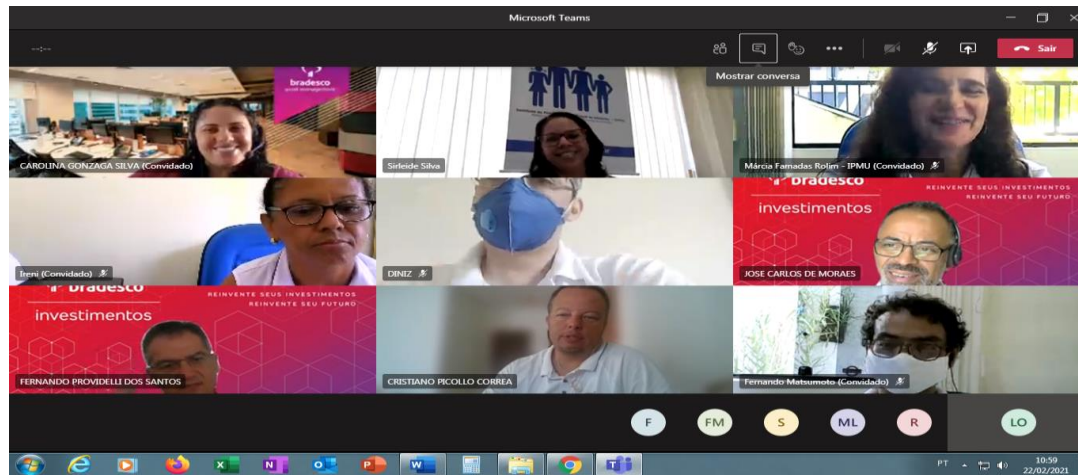 Microsoft Teams
--:--
Sair
Mostrar conversa
bradesco
CAROLINA GONZAGA SILVA (Convidado)
Sirleide Silva
Márcia Famadas Rolim - IPMU (Convidado)
Ireni (Convidado)
DINIZ
bradesco
investimentos
REINVENTE SEUS INVESTIMENTOS
REINVENTE SEU FUTURO
JOSE CARLOS DE MORAES
bradesco
investimentos
REINVENTE SEUS INVESTIMENTOS
REINVENTE SEU FUTURO
FERNANDO PROVIDELLI DOS SANTOS
CRISTIANO PICOLLO CORREA
Fernando Matsumoto (Convidado)
F
FM
S
ML
R
LO
PT
10:59
22/02/2021